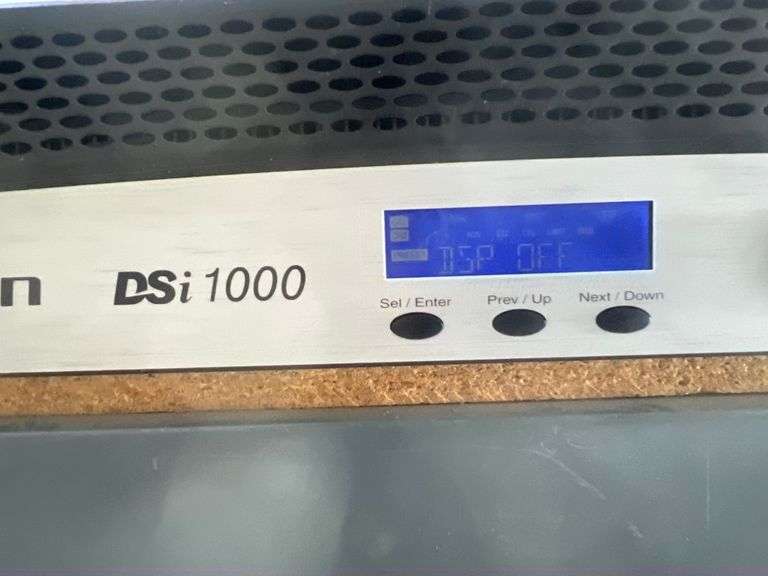 n DSi 1000
DSP OFF
Sel / Enter Prev / Up Next / Down